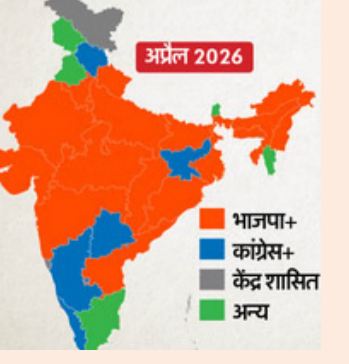 अप्रैल 2026
भाजपा+
कांग्रेस+
केंद्र शासित
अन्य